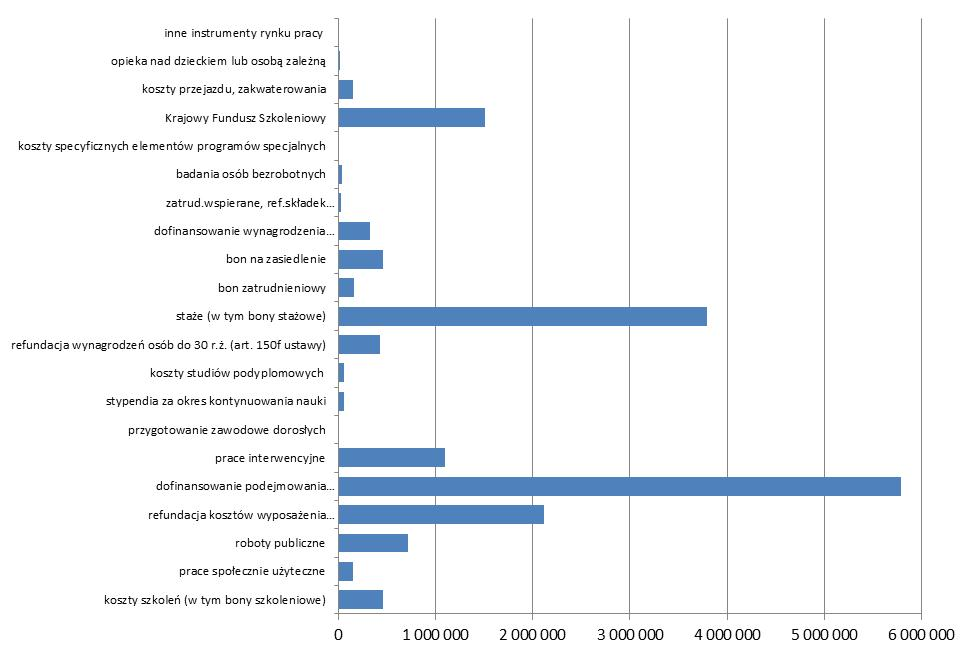 inne instrumenty rynku pracy
opieka nad dzieckiem lub osobą zależną
koszty przejazdu, zakwaterowania
Krajowy Fundusz Szkoleniowy
koszty specyficznych elementów programów specjalnych
badania osób bezrobotnych
zatrud.wspierane, ref.składek...
dofinansowanie wynagrodzenia...
bon na zasiedlenie
bon zatrudnieniowy
staże (w tym bony stażowe)
refundacja wynagrodzeń osób do 30 r.ż. (art. 150f ustawy)
koszty studiów podyplomowych
stypendia za okres kontynuowania nauki
przygotowanie zawodowe dorosłych
prace interwencyjne
dofinansowanie podejmowania...
refundacja kosztów wyposażenia...
roboty publiczne
prace społecznie użyteczne
koszty szkoleń (w tym bony szkoleniowe)
0 1 000 000 2 000 000 3 000 000 4 000 000 5 000 000 6 000 000